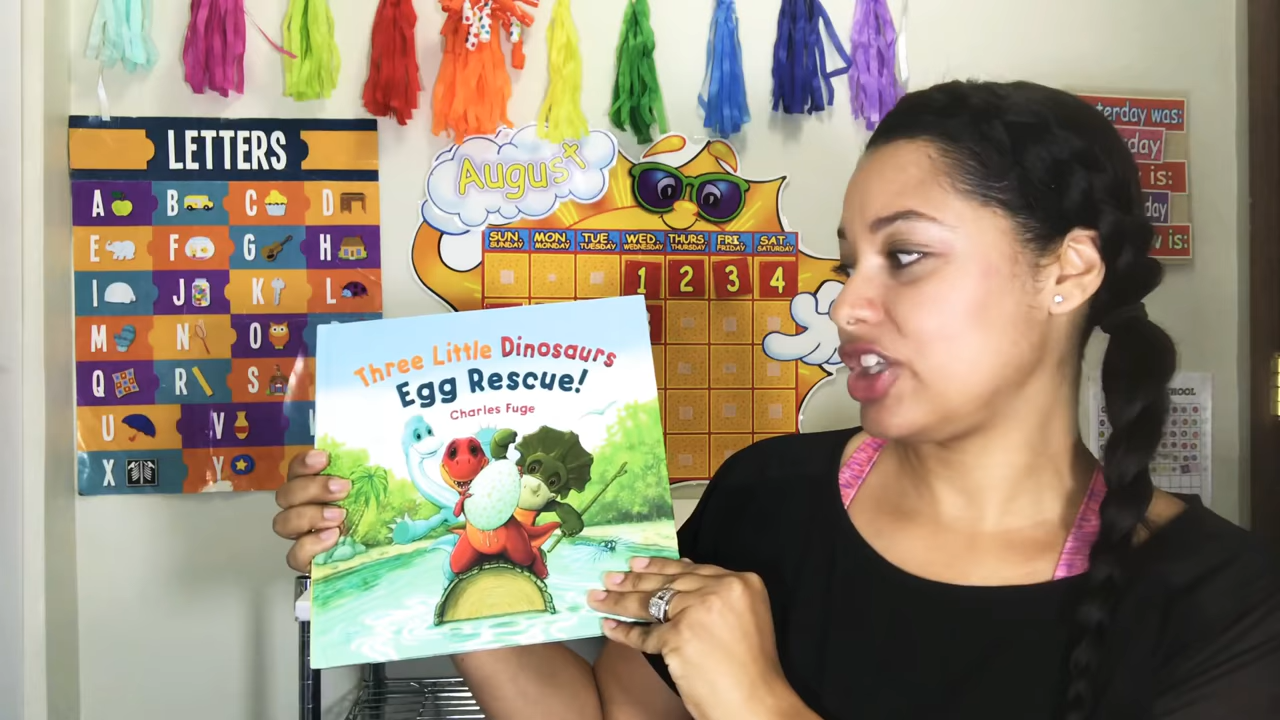 LETTERS
A B C D
E F G H
I J K L
M N O
Q R S
U V
X Y
August
SUN. MON. TUE. WED. THURS. FRI. SAT.
SUNDAY MONDAY TUESDAY WEDNESDAY THURSDAY FRIDAY SATURDAY
1 2 3 4
Three Little Dinosaurs
Egg Rescue!
Charles Fuge
was:
is:
is: